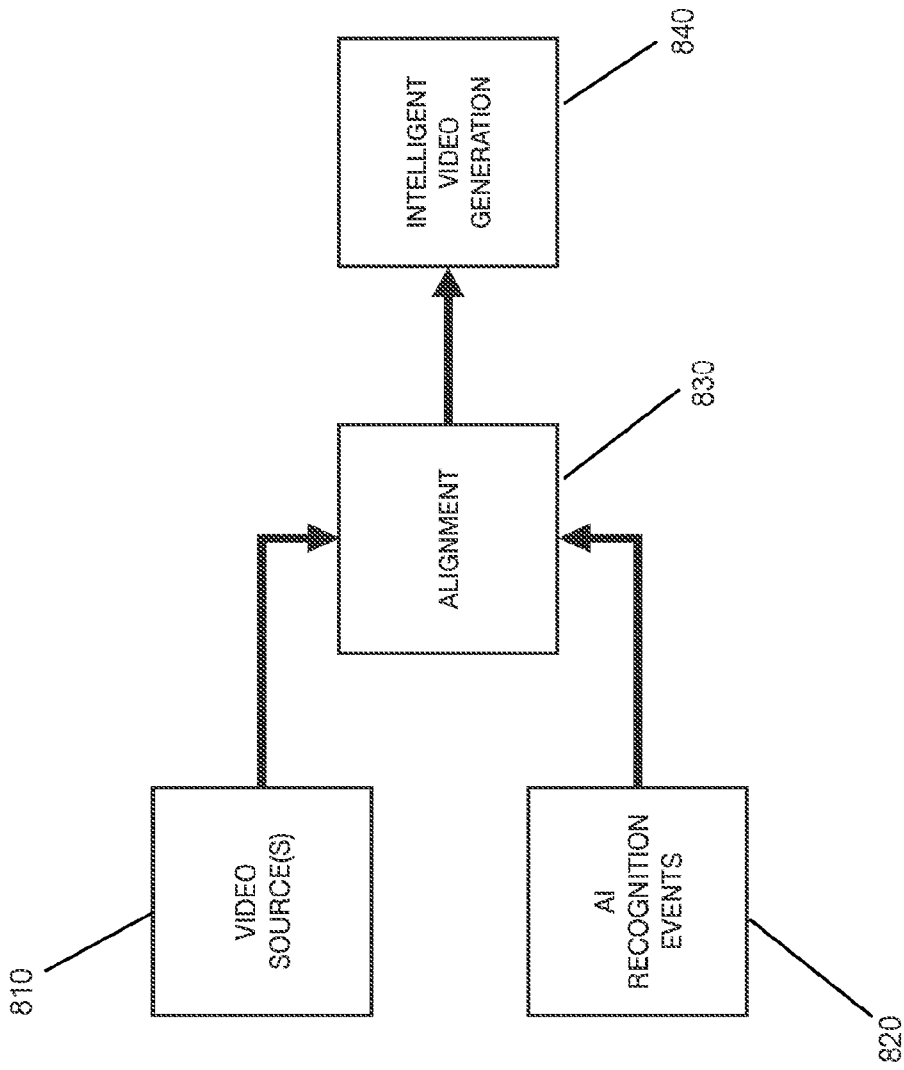 810
VIDEO
SOURCE(S)
AI
RECOGNITION
EVENTS
820
ALIGNMENT
830
INTELLIGENT
VIDEO
GENERATION
840